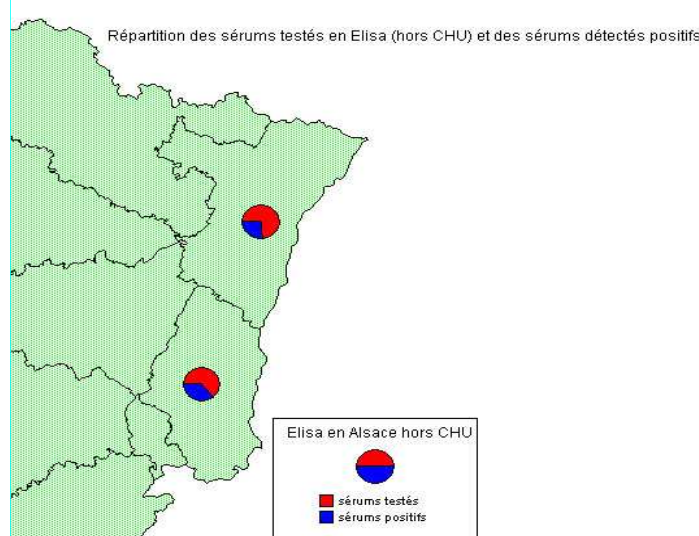 Répartition des sérums testés en Elisa (hors CHU) et des sérums détectés positifs
Elisa en Alsace hors CHU
sérums testés
sérums positifs